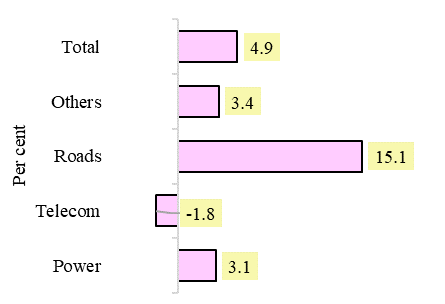 Total 4.9
Others 3.4
Roads 15.1
Telecom -1.8
Power 3.1
Per cent